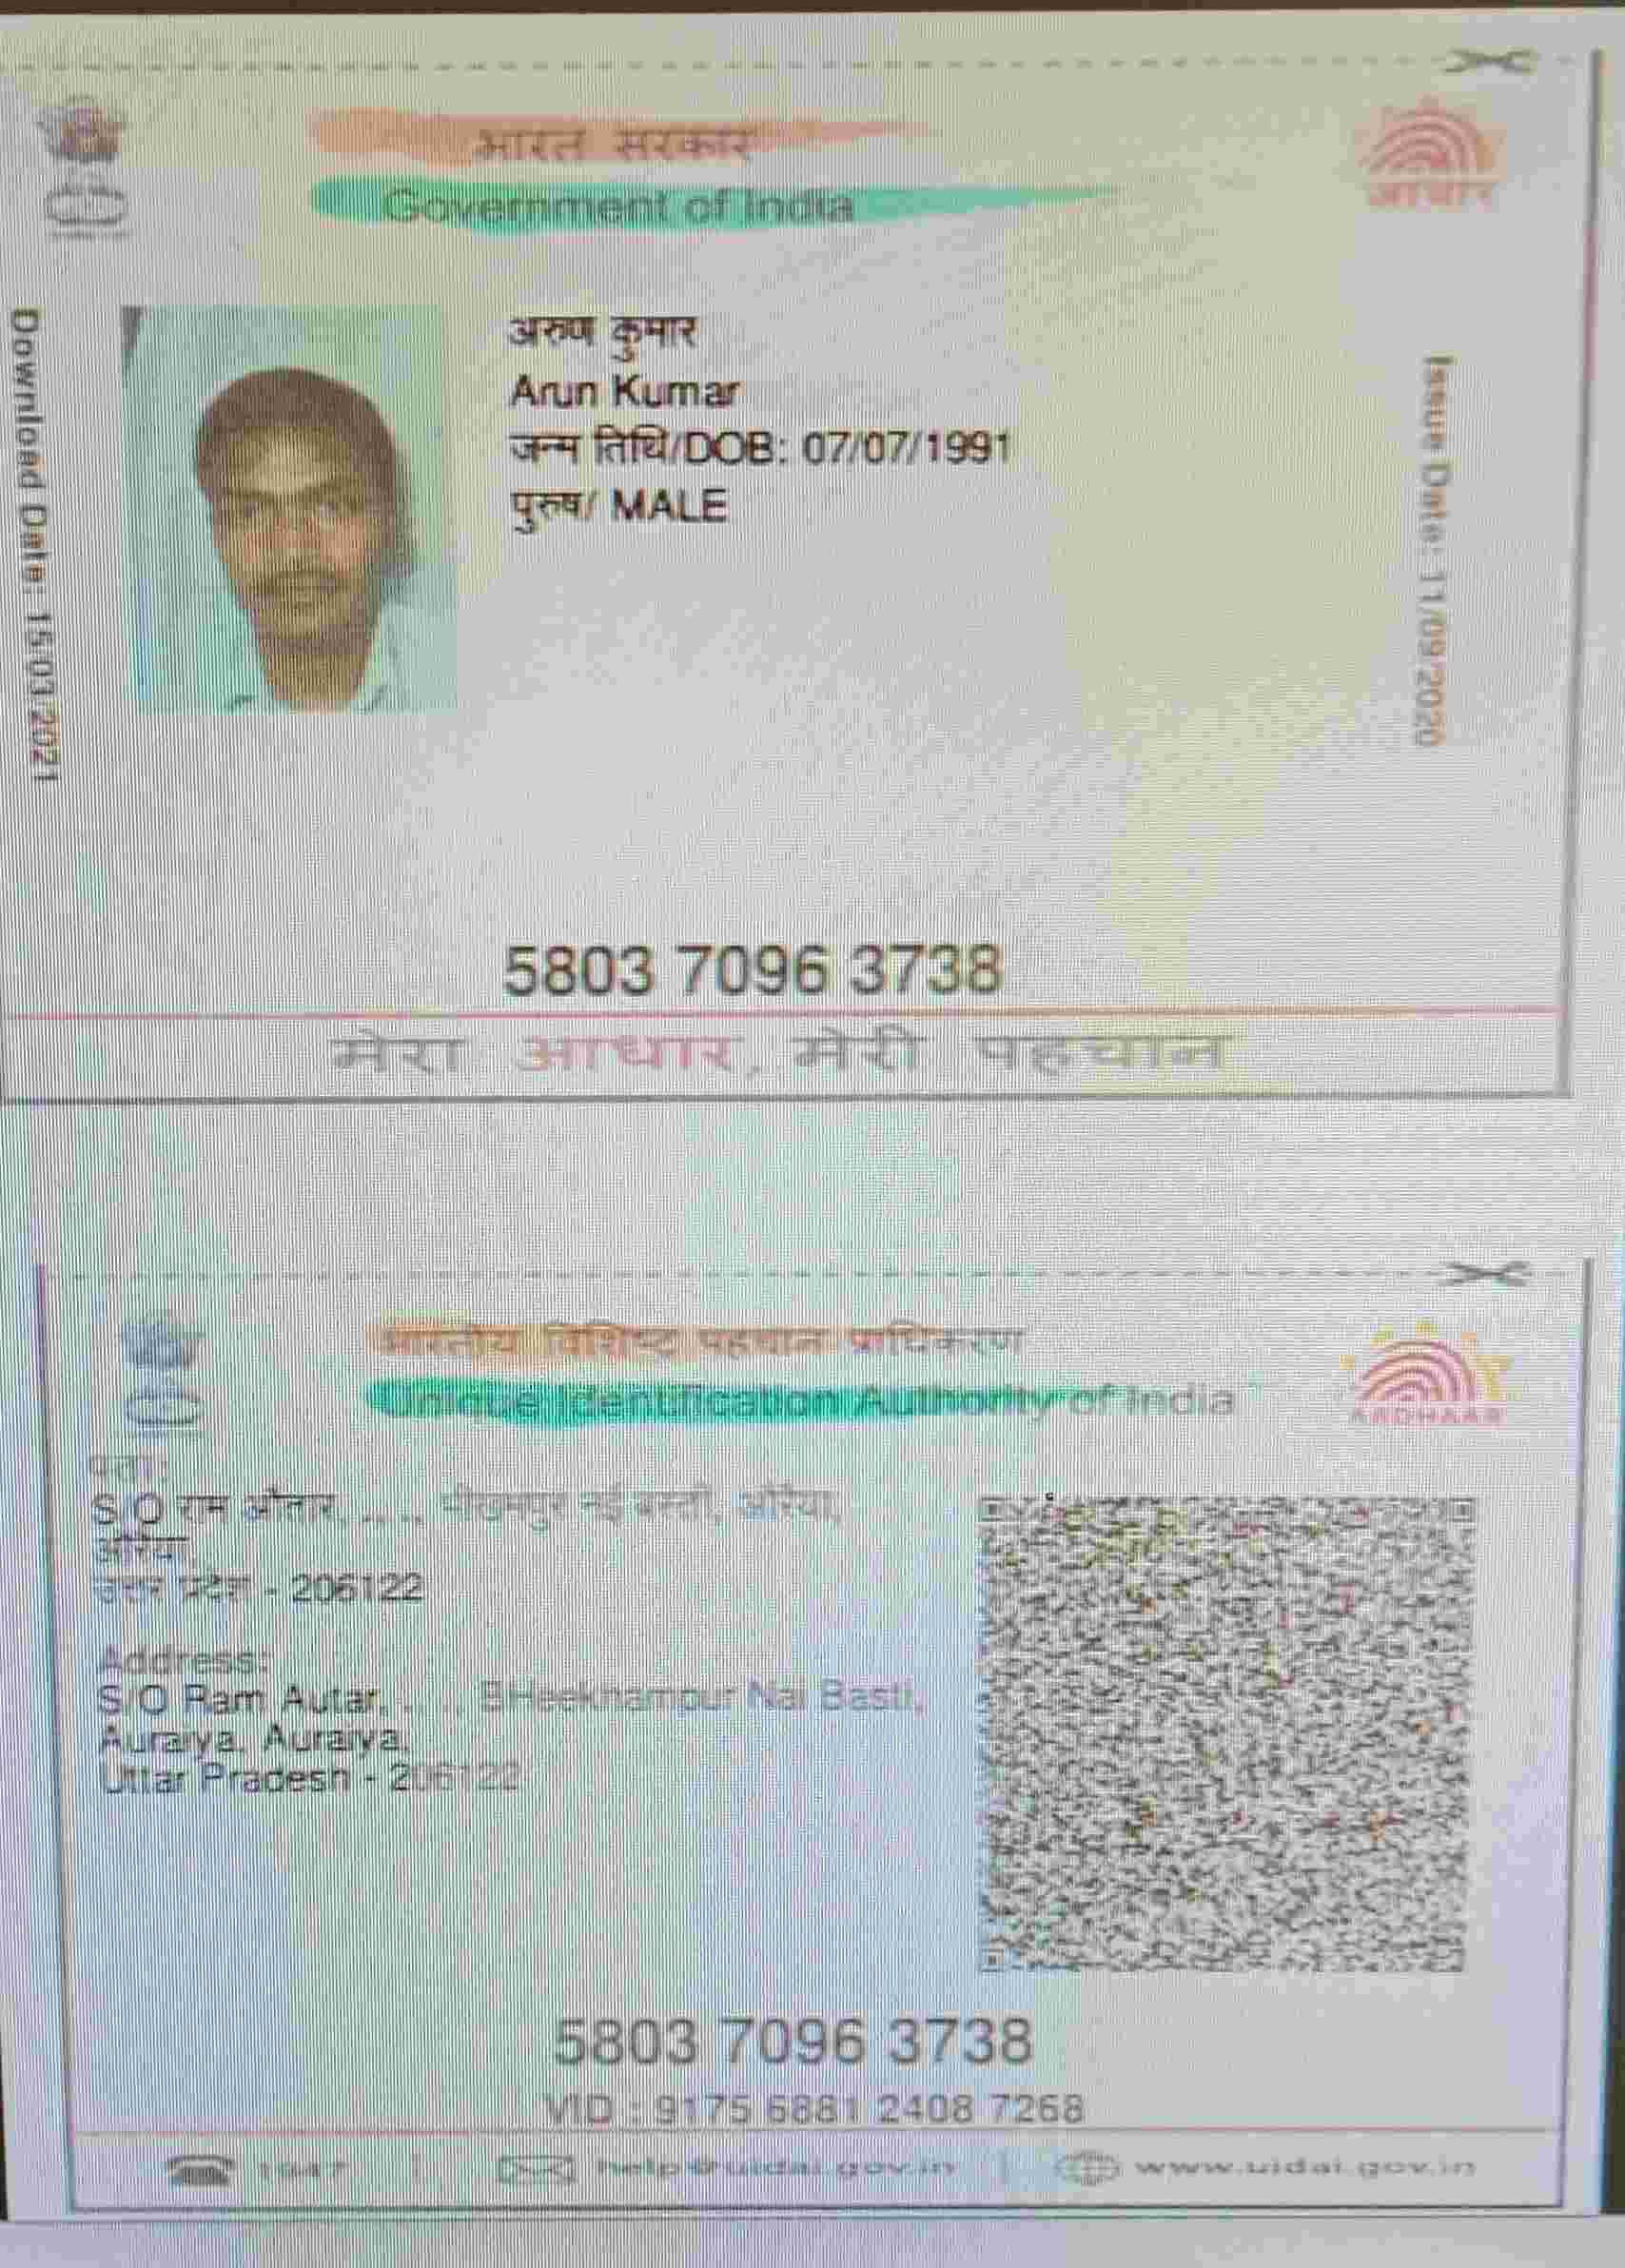 भारत सरकार
Government of India
आधार
Download Date: 15/03/2021
अरुण कुमार
Arun Kumar
जन्म तिथि/DOB: 07/07/1991
पुरुष/ MALE
Issue Date: 11/09/2020
5803 7096 3738
मेरा आधार, मेरी पहचान
भारतीय विशिष्ट पहचान प्राधिकरण
Unique Identification Authority of India
AADHAAR
पता:
S/O राम औतार, . . ., भीखमपुर नई बस्ती, औरैया,
औरैया,
उत्तर प्रदेश - 206122
Address:
S/O Ram Autar, . . ., BHeekhampur Nai Basti,
Auraiya, Auraiya,
Uttar Pradesh - 206122
5803 7096 3738
VID : 9175 6881 2408 7268
1947 | help@uidai.gov.in | www.uidai.gov.in